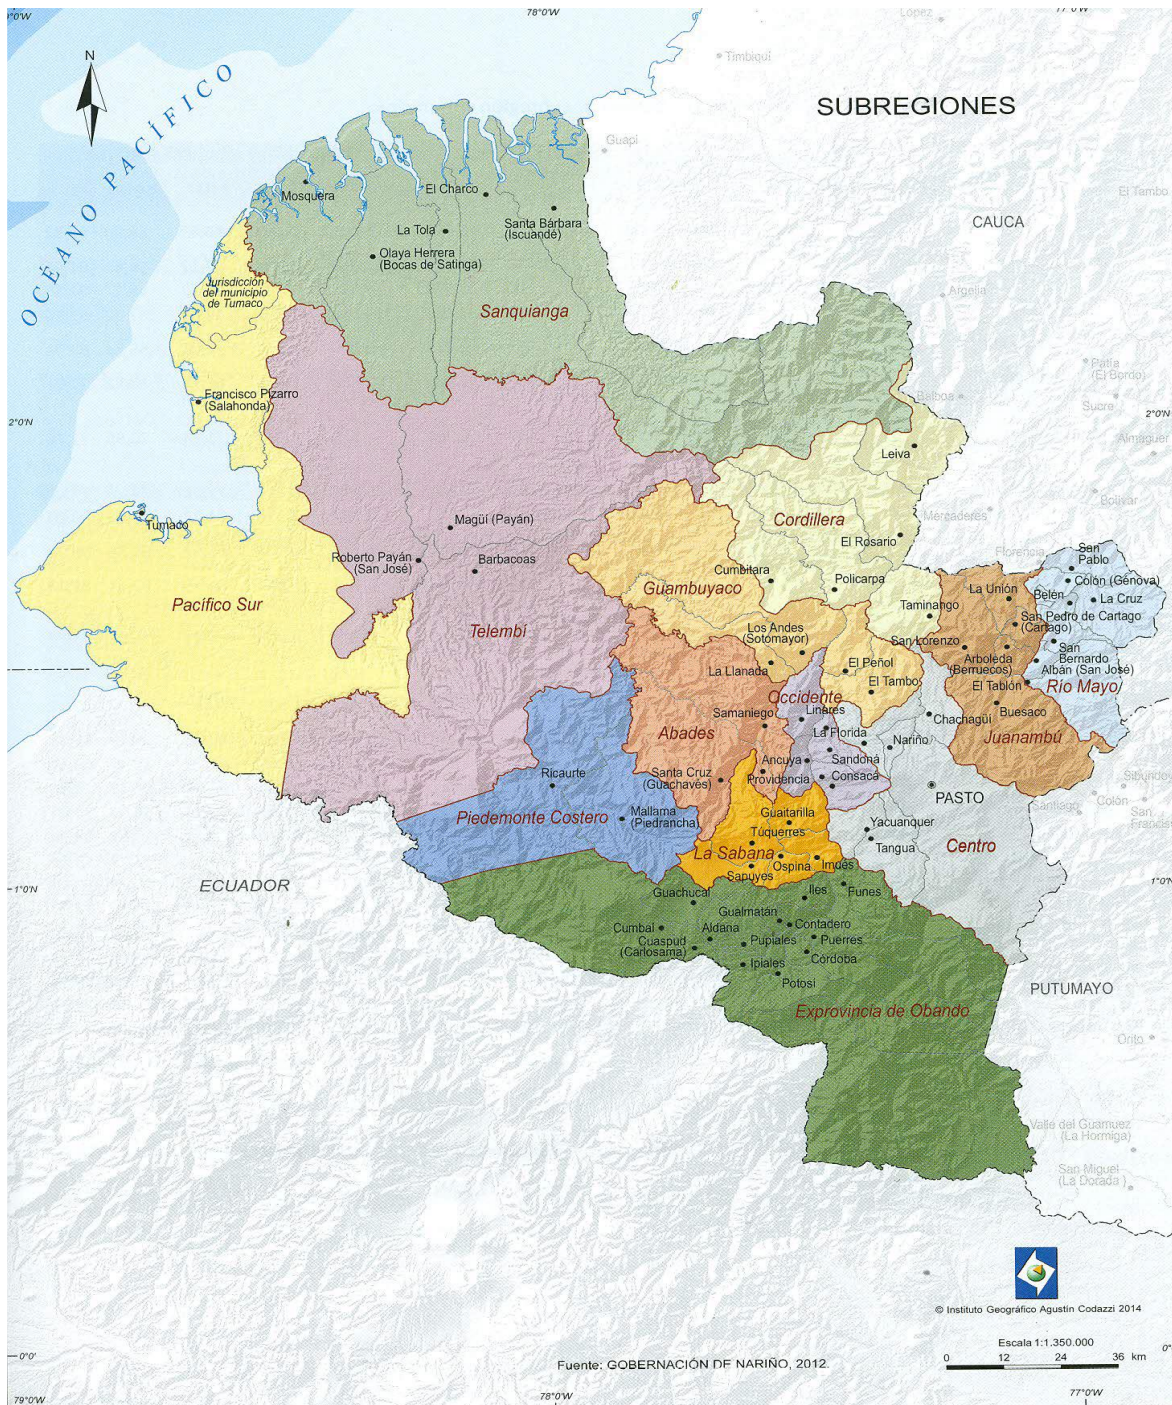 0°0'W
78°0'W
77°0'W
López
N
Timbiquí
SUBREGIONES
OCÉANO PACÍFICO
Guapi
Mosquera
El Charco
El Tambo
Santa Bárbara
(Iscuandé)
CAUCA
La Tola
Olaya Herrera
(Bocas de Satinga)
Jurisdicción
del municipio
de Tumaco
Argelia
Sanquianga
Patía
(El Bordo)
Francisco Pizarro
(Salahonda)
Balboa
Sucre
2°0'N
2°0'N
Almaguer
Leiva
Bolívar
Tumaco
Magüí (Payán)
Cordillera
Mercaderes
El Rosario
Florencia
San
Pablo
Roberto Payán
(San José)
Barbacoas
Cumbitara
Policarpa
Guambuyaco
La Unión
Colón (Génova)
Belén
La Cruz
Pacífico Sur
Taminango
San Pedro de Cartago
(Cartago)
Telembí
Los Andes
(Sotomayor)
San Lorenzo
San
Bernardo
La Llanada
El Peñol
Arboleda
(Berruecos)
Albán (San José)
El Tambo
El Tablón
Río Mayo
Occidente
Samaniego
Linares
Chachagüí
Buesaco
Abades
La Florida
Nariño
Juanambú
Ancuya
Sandoná
Ricaurte
Santa Cruz
(Guachavés)
Providencia
Consacá
Sibundoy
PASTO
Santiago
Colón
San
Francisco
Piedemonte Costero
Mallama
(Piedrancha)
Guaitarilla
Túquerres
Yacuanquer
La Sabana
Tangua
Centro
Ospina
Imués
Sapuyes
ECUADOR
1°0'N
1°0'N
Guachucal
Iles
Funes
Gualmatán
Contadero
Cumbal
Aldana
Cuaspud
(Carlosama)
Pupiales
Puerres
Córdoba
Ipiales
Potosí
PUTUMAYO
Exprovincia de Obando
Orito
Valle del Guamuez
(La Hormiga)
San Miguel
(La Dorada )
© Instituto Geográfico Agustín Codazzi 2014
Escala 1:1.350.000
0 12 24 36 km
Fuente: GOBERNACIÓN DE NARIÑO, 2012.
0°0'
0°
79°0'W
78°0'W
77°0'W